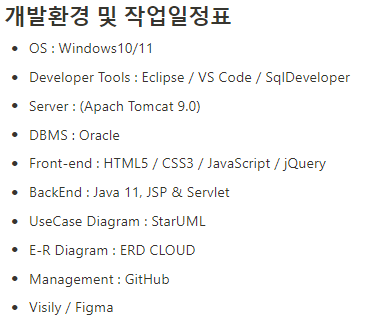 개발환경 및 작업일정표
• OS : Windows10/11
• Developer Tools : Eclipse / VS Code / SqlDeveloper
• Server : (Apach Tomcat 9.0)
• DBMS : Oracle
• Front-end : HTML5 / CSS3 / JavaScript / jQuery
• BackEnd : Java 11, JSP & Servlet
• UseCase Diagram : StarUML
• E-R Diagram : ERD CLOUD
• Management : GitHub
• Visily / Figma